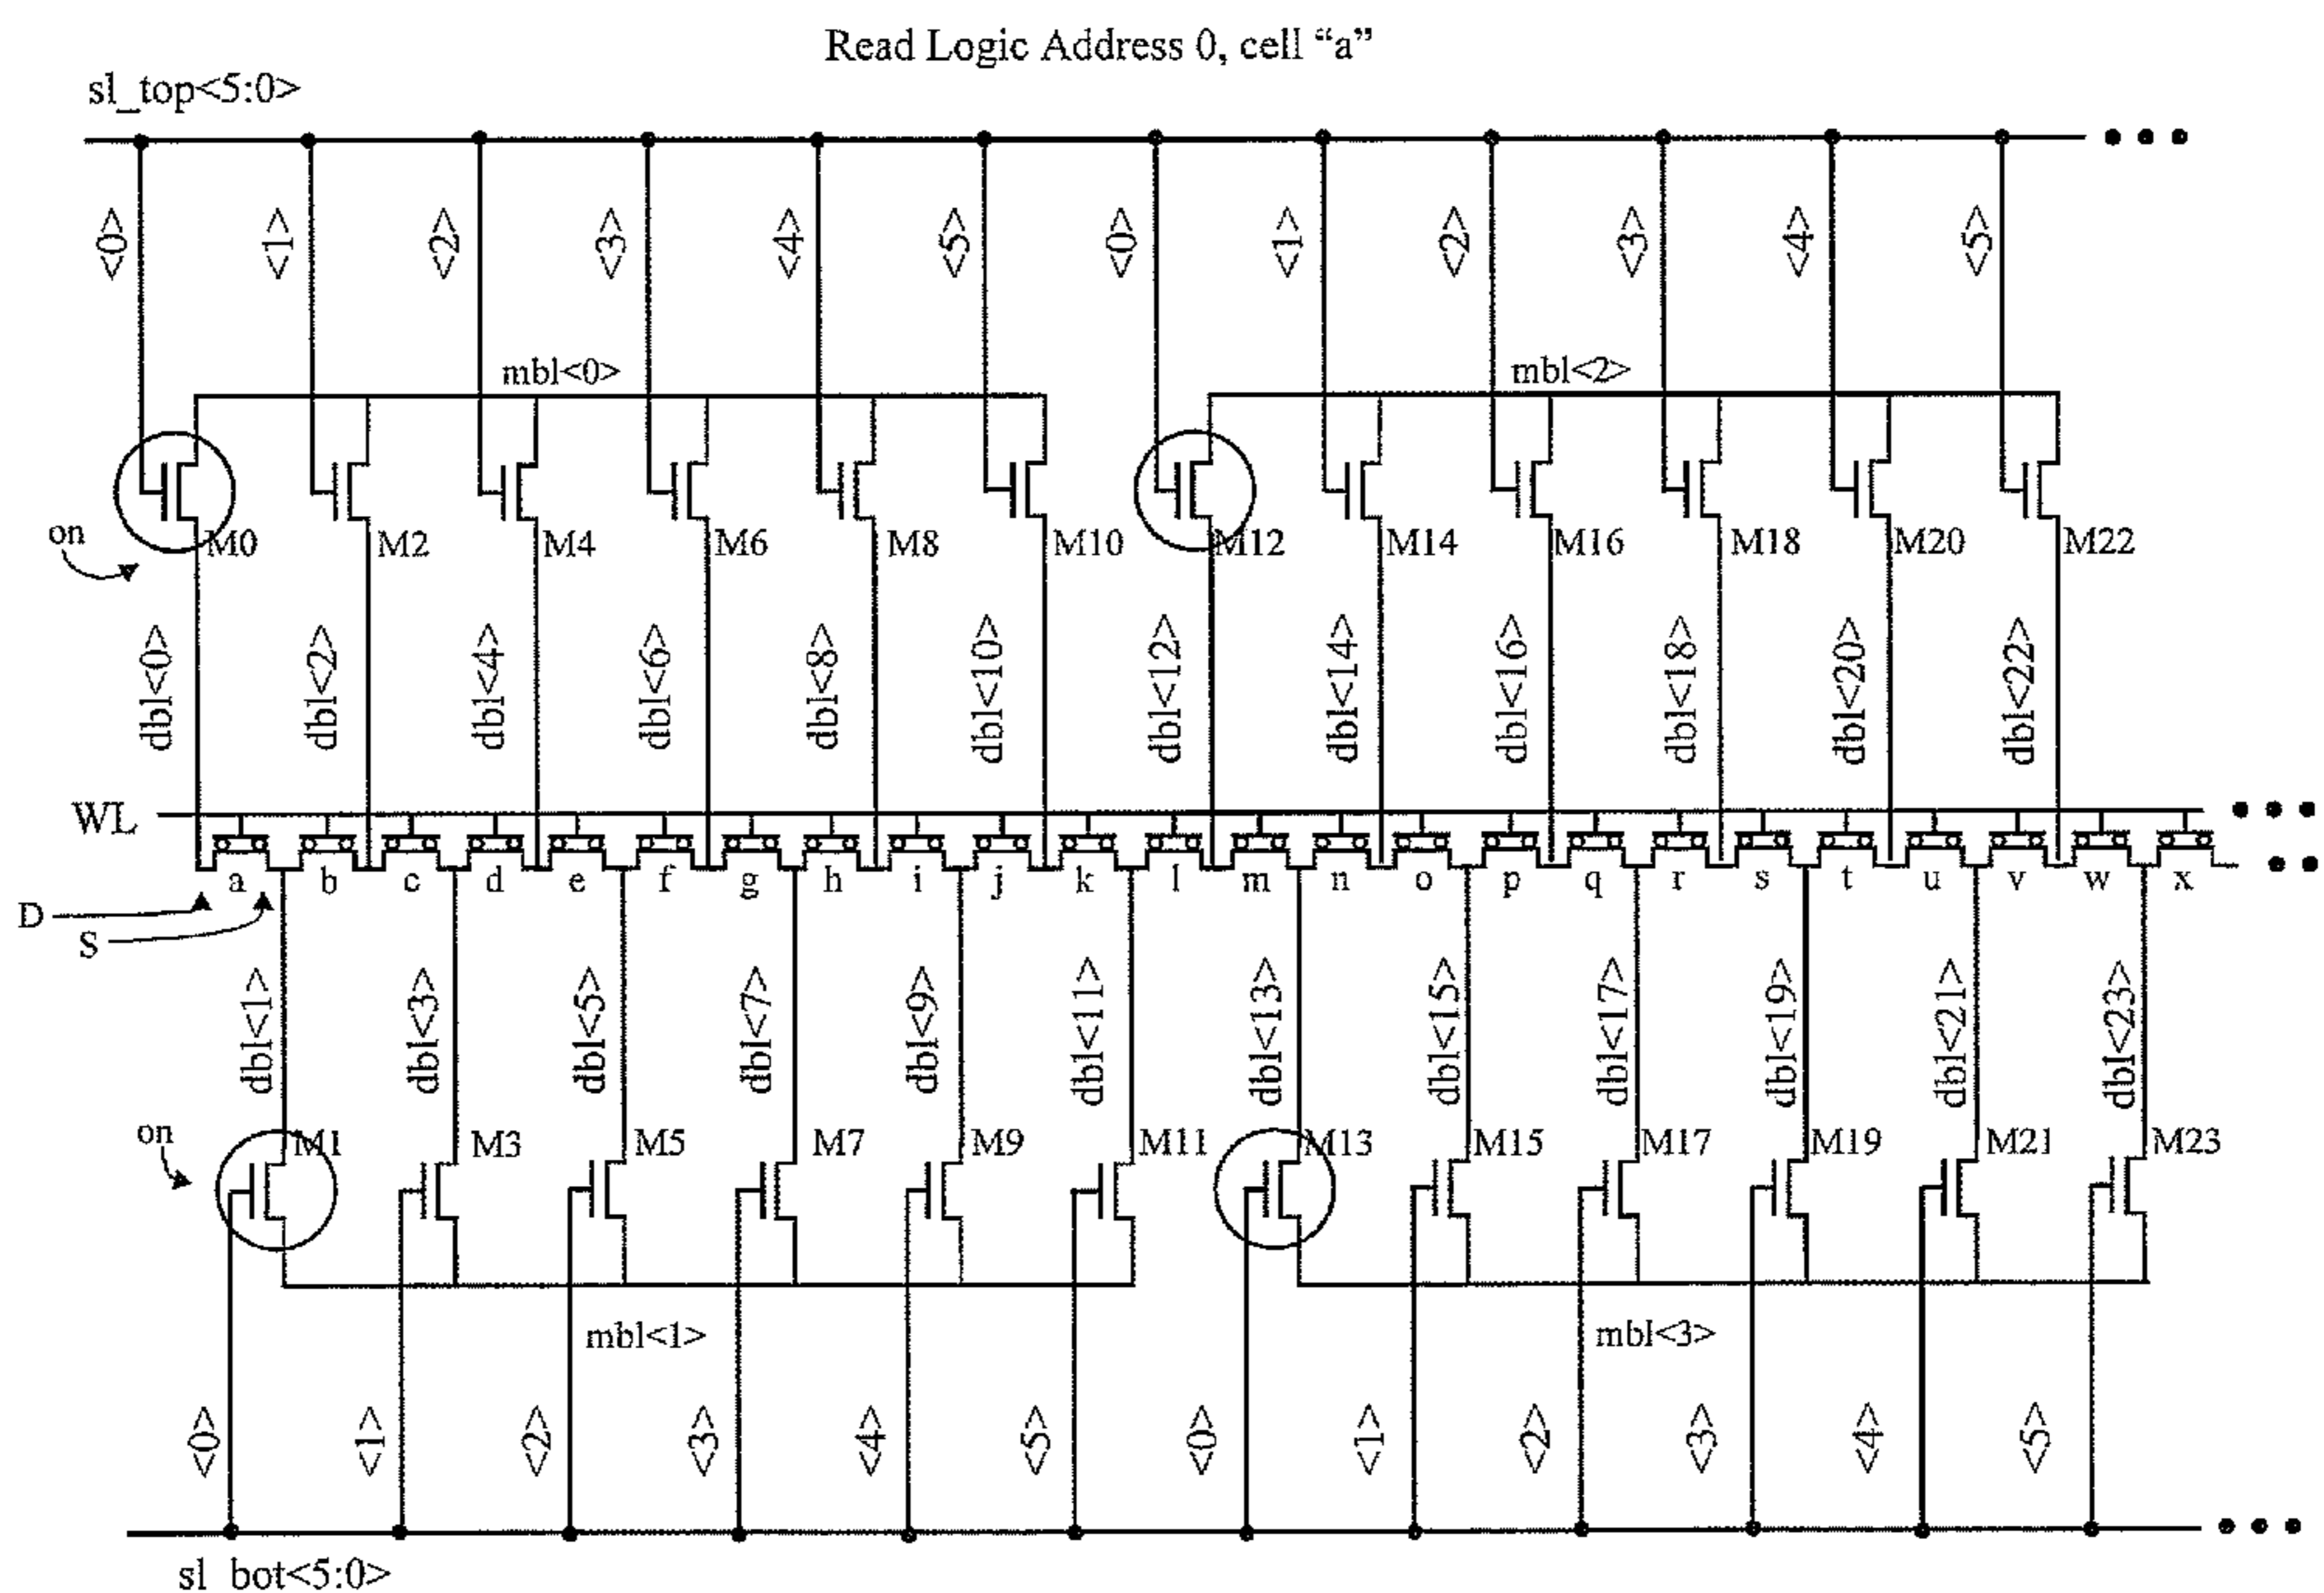 Read Logic Address 0, cell “a”
sl_top<5:0>
<0> <1> <2> <3> <4> <5> <0> <1> <2> <3> <4> <5>
mbl<0> mbl<2>
on M0 M2 M4 M6 M8 M10 M12 M14 M16 M18 M20 M22
dbl<0> dbl<2> dbl<4> dbl<6> dbl<8> dbl<10> dbl<12> dbl<14> dbl<16> dbl<18> dbl<20> dbl<22>
WL
a b c d e f g h i j k l m n o p q r s t u v w x
D
S
dbl<1> dbl<3> dbl<5> dbl<7> dbl<9> dbl<11> dbl<13> dbl<15> dbl<17> dbl<19> dbl<21> dbl<23>
on M1 M3 M5 M7 M9 M11 M13 M15 M17 M19 M21 M23
mbl<1> mbl<3>
<0> <1> <2> <3> <4> <5> <0> <1> <2> <3> <4> <5>
sl_bot<5:0>